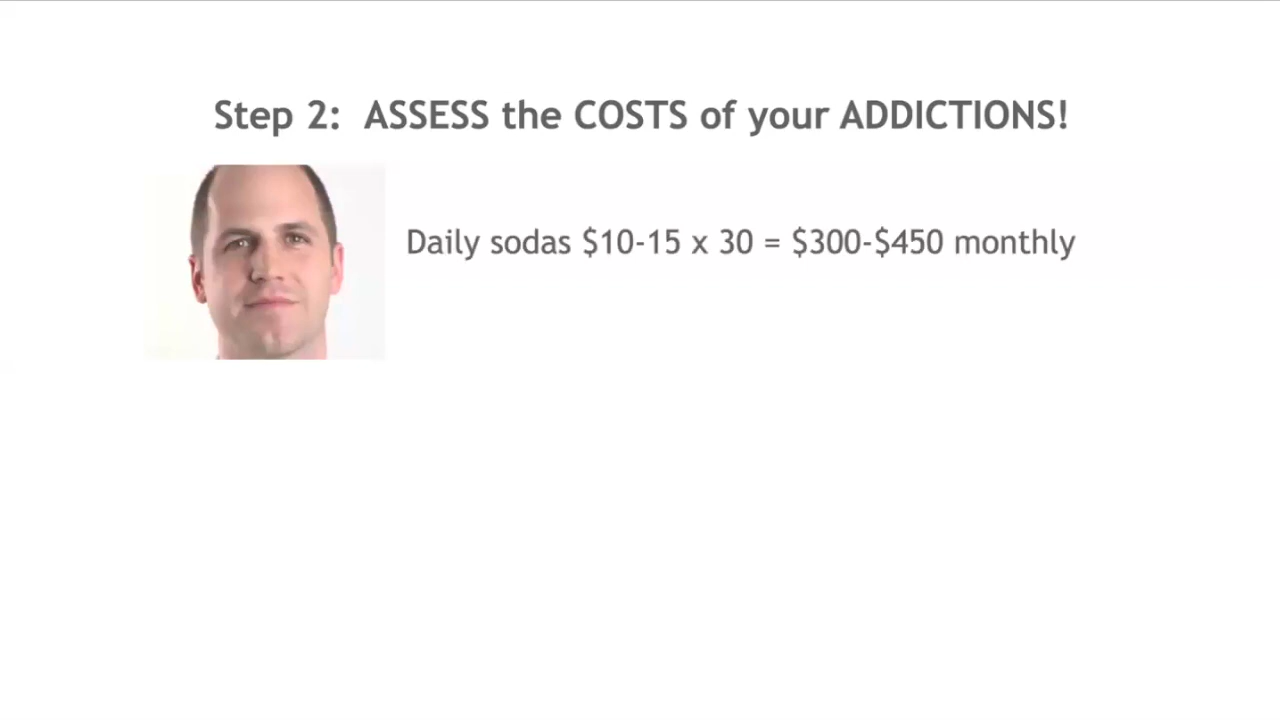 Step 2:  ASSESS the COSTS of your ADDICTIONS!
Daily sodas $10-15 x 30 = $300-$450 monthly